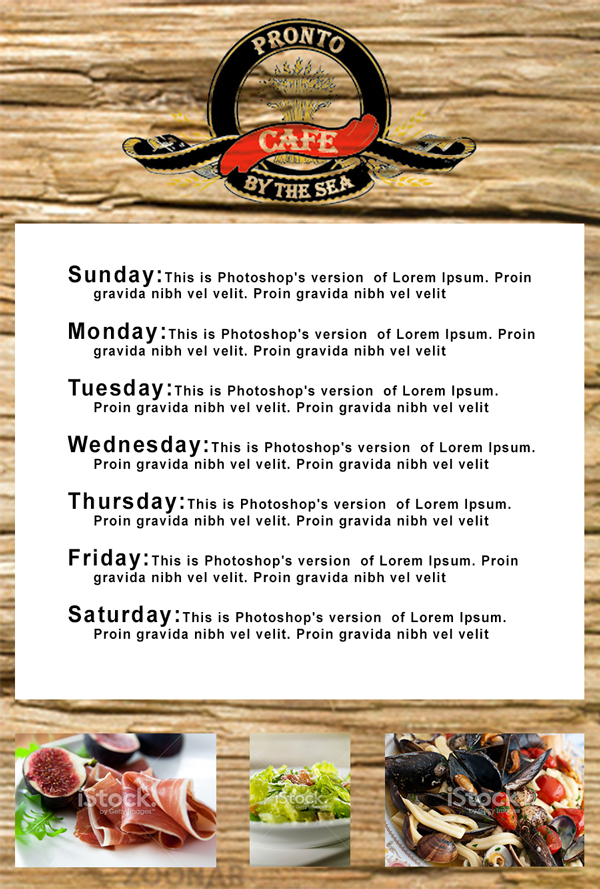 PRONTO
CAFE
BY THE SEA
Sunday:This is Photoshop's version  of Lorem Ipsum. Proin
gravida nibh vel velit. Proin gravida nibh vel velit
Monday:This is Photoshop's version  of Lorem Ipsum. Proin
gravida nibh vel velit. Proin gravida nibh vel velit
Tuesday:This is Photoshop's version  of Lorem Ipsum.
Proin gravida nibh vel velit. Proin gravida nibh vel velit
Wednesday:This is Photoshop's version  of Lorem Ipsum.
Proin gravida nibh vel velit. Proin gravida nibh vel velit
Thursday:This is Photoshop's version  of Lorem Ipsum.
Proin gravida nibh vel velit. Proin gravida nibh vel velit
Friday:This is Photoshop's version  of Lorem Ipsum. Proin
gravida nibh vel velit. Proin gravida nibh vel velit
Saturday:This is Photoshop's version  of Lorem Ipsum.
Proin gravida nibh vel velit. Proin gravida nibh vel velit
iStock. iStock. iStock.
by Getty Images by Getty Images by Getty Images
ZOONAR